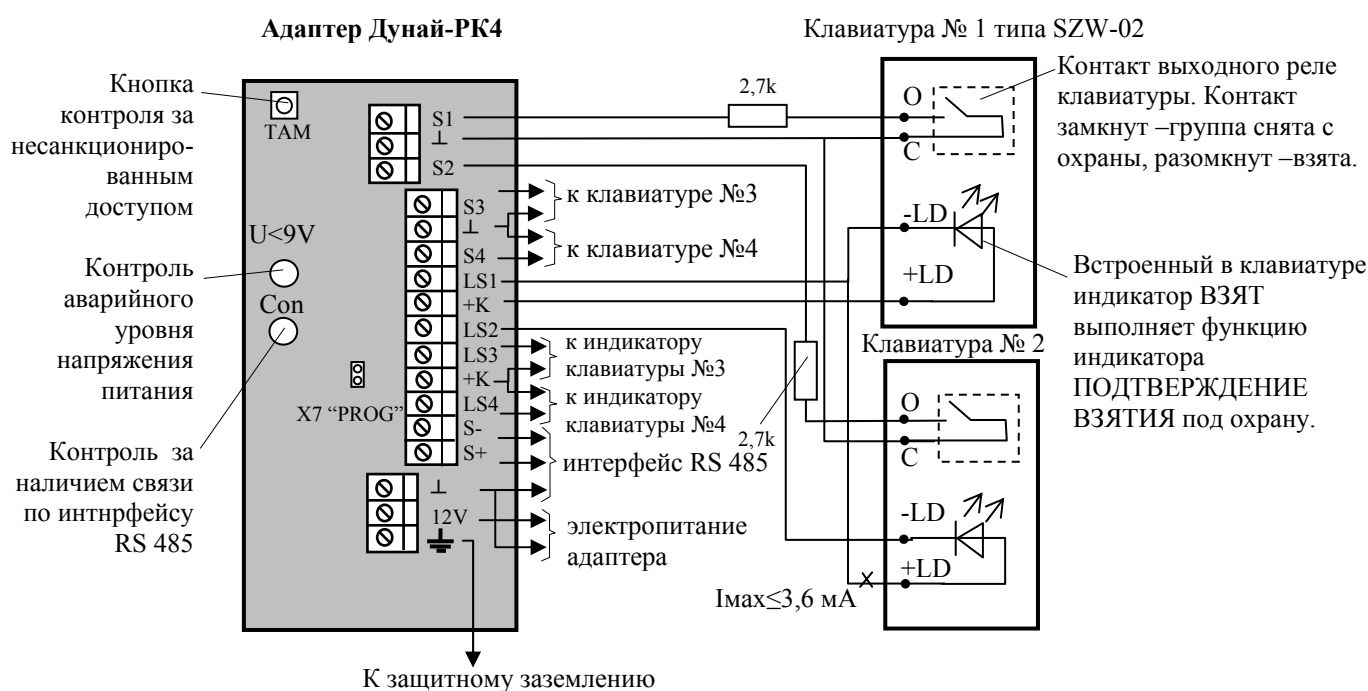 Адаптер Дунай-РК4
Клавиатура № 1 типа SZW-02
Кнопка
контроля за
несанкциониро-
ванным
доступом
U<9V
Контроль
аварийного
уровня
напряжения
питания
Con
Контроль за
наличием связи
по интнрфейсу
RS 485
TAM
X7 “PROG”
S1
⊥
S2
S3
⊥
S4
LS1
+K
LS2
LS3
+K
LS4
S-
S+
⊥
12V
2,7k
к клавиатуре №3
к клавиатуре №4
к индикатору
клавиатуры №3
к индикатору
клавиатуры №4
2,7k
интерфейс RS 485
электропитание
адаптера
Iмах≤3,6 мА
К защитному заземлению
O
C
-LD
+LD
Контакт выходного реле
клавиатуры. Контакт
замкнут –группа снята с
охраны, разомкнут –взята.
Встроенный в клавиатуре
индикатор ВЗЯТ
выполняет функцию
индикатора
ПОДТВЕРЖДЕНИЕ
ВЗЯТИЯ под охрану.
Клавиатура № 2
O
C
-LD
+LD